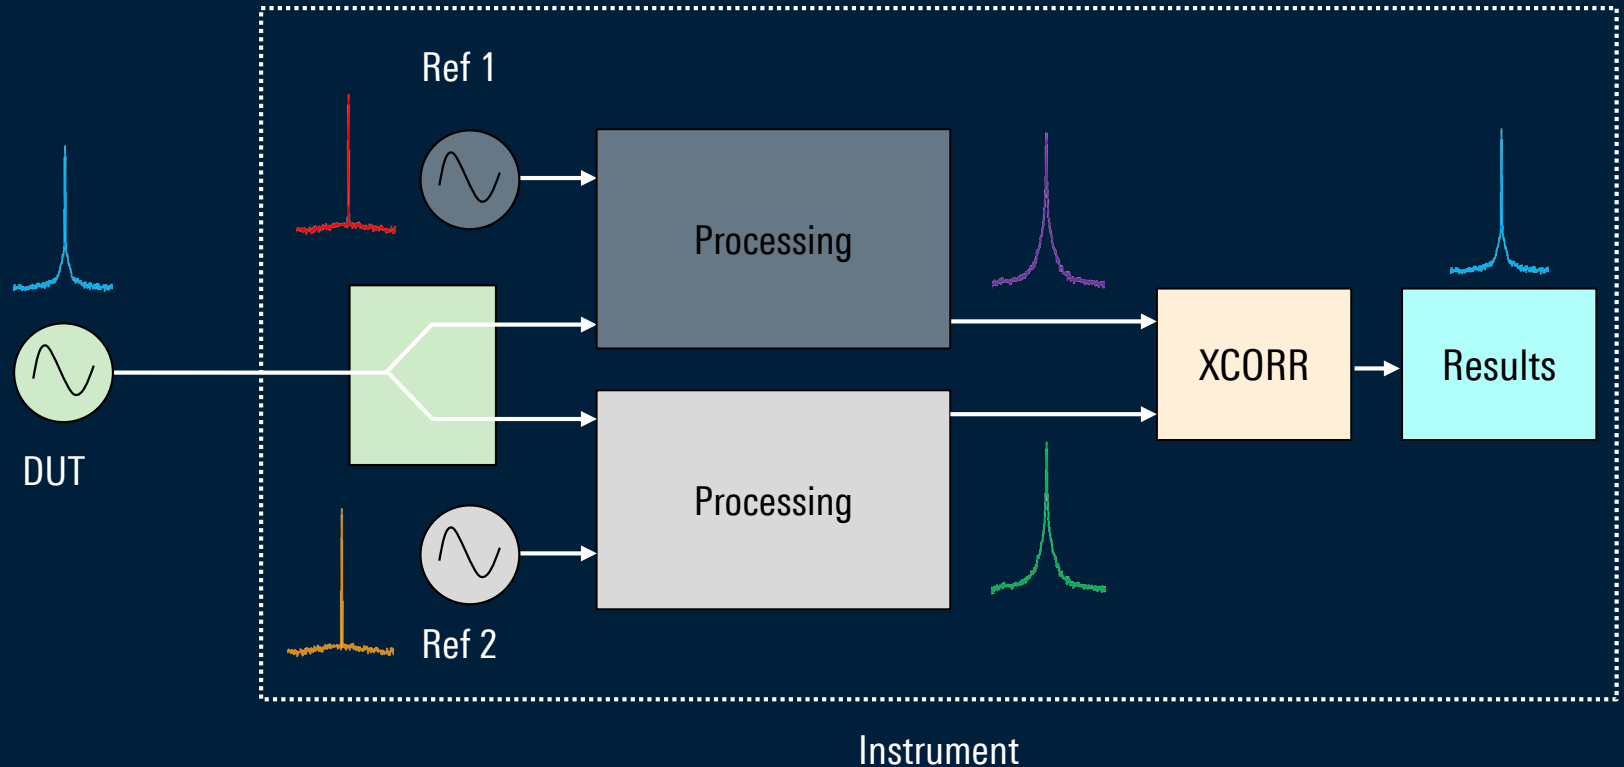 Ref 1
Processing
XCORR
Results
DUT
Processing
Ref 2
Instrument